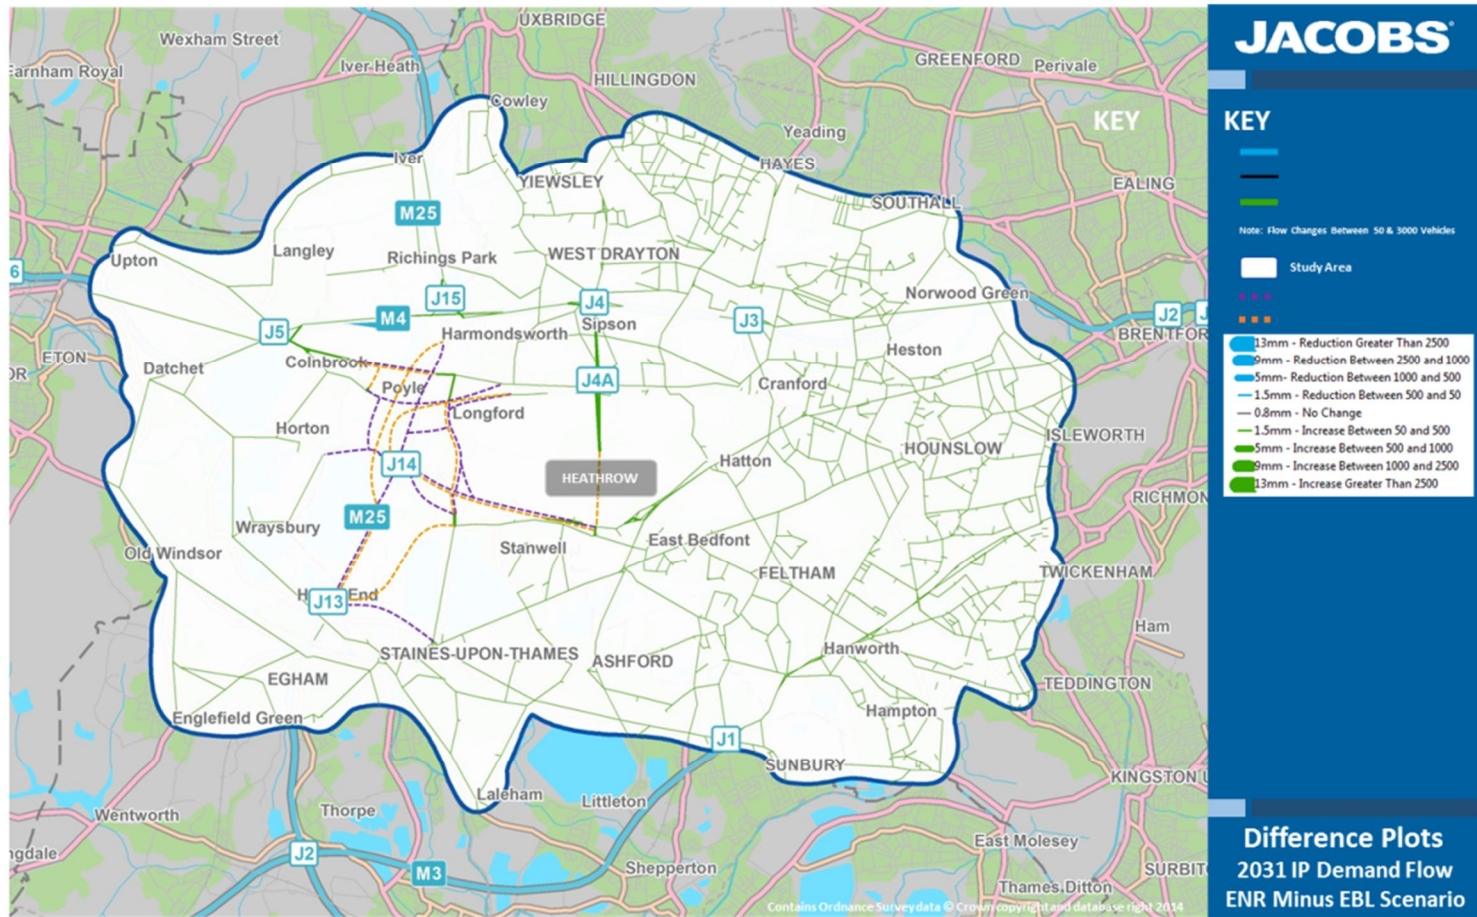 UXBRIDGE
Wexham Street
Iver Heath
GREENFORD
Perivale
Farnham Royal
HILLINGDON
Cowley
KEY
Yeading
Iver
HAYES
EALING
YIEWSLEY
SOUTHALL
M25
Langley
Richings Park
WEST DRAYTON
Upton
6
Norwood Green
J15
J4
J2
M4
J3
Sipson
J5
Harmondsworth
BRENTFOR
ETON
Colnbrook
Heston
Datchet
J4A
Poyle
Cranford
Longford
Horton
ISLEWORTH
HOUNSLOW
J14
Hatton
HEATHROW
RICHMON
M25
Wraysbury
East Bedfont
Stanwell
Old Windsor
FELTHAM
TWICKENHAM
J13
End
Ham
Hanworth
STAINES-UPON-THAMES
ASHFORD
EGHAM
TEDDINGTON
Hampton
Englefield Green
J1
SUNBURY
KINGSTON U
Laleham
Littleton
Thorpe
Wentworth
East Molesey
ngdale
J2
M3
Shepperton
SURBIT
Thames Ditton
Contains Ordnance Survey data © Crown copyright and database right 2014
JACOBS
KEY
Note: Flow Changes Between 50 & 3000 Vehicles
Study Area
13mm - Reduction Greater Than 2500
9mm - Reduction Between 2500 and 1000
5mm- Reduction Between 1000 and 500
1.5mm - Reduction Between 500 and 50
0.8mm - No Change
1.5mm - Increase Between 50 and 500
5mm - Increase Between 500 and 1000
9mm - Increase Between 1000 and 2500
13mm - Increase Greater Than 2500
Difference Plots
2031 IP Demand Flow
ENR Minus EBL Scenario